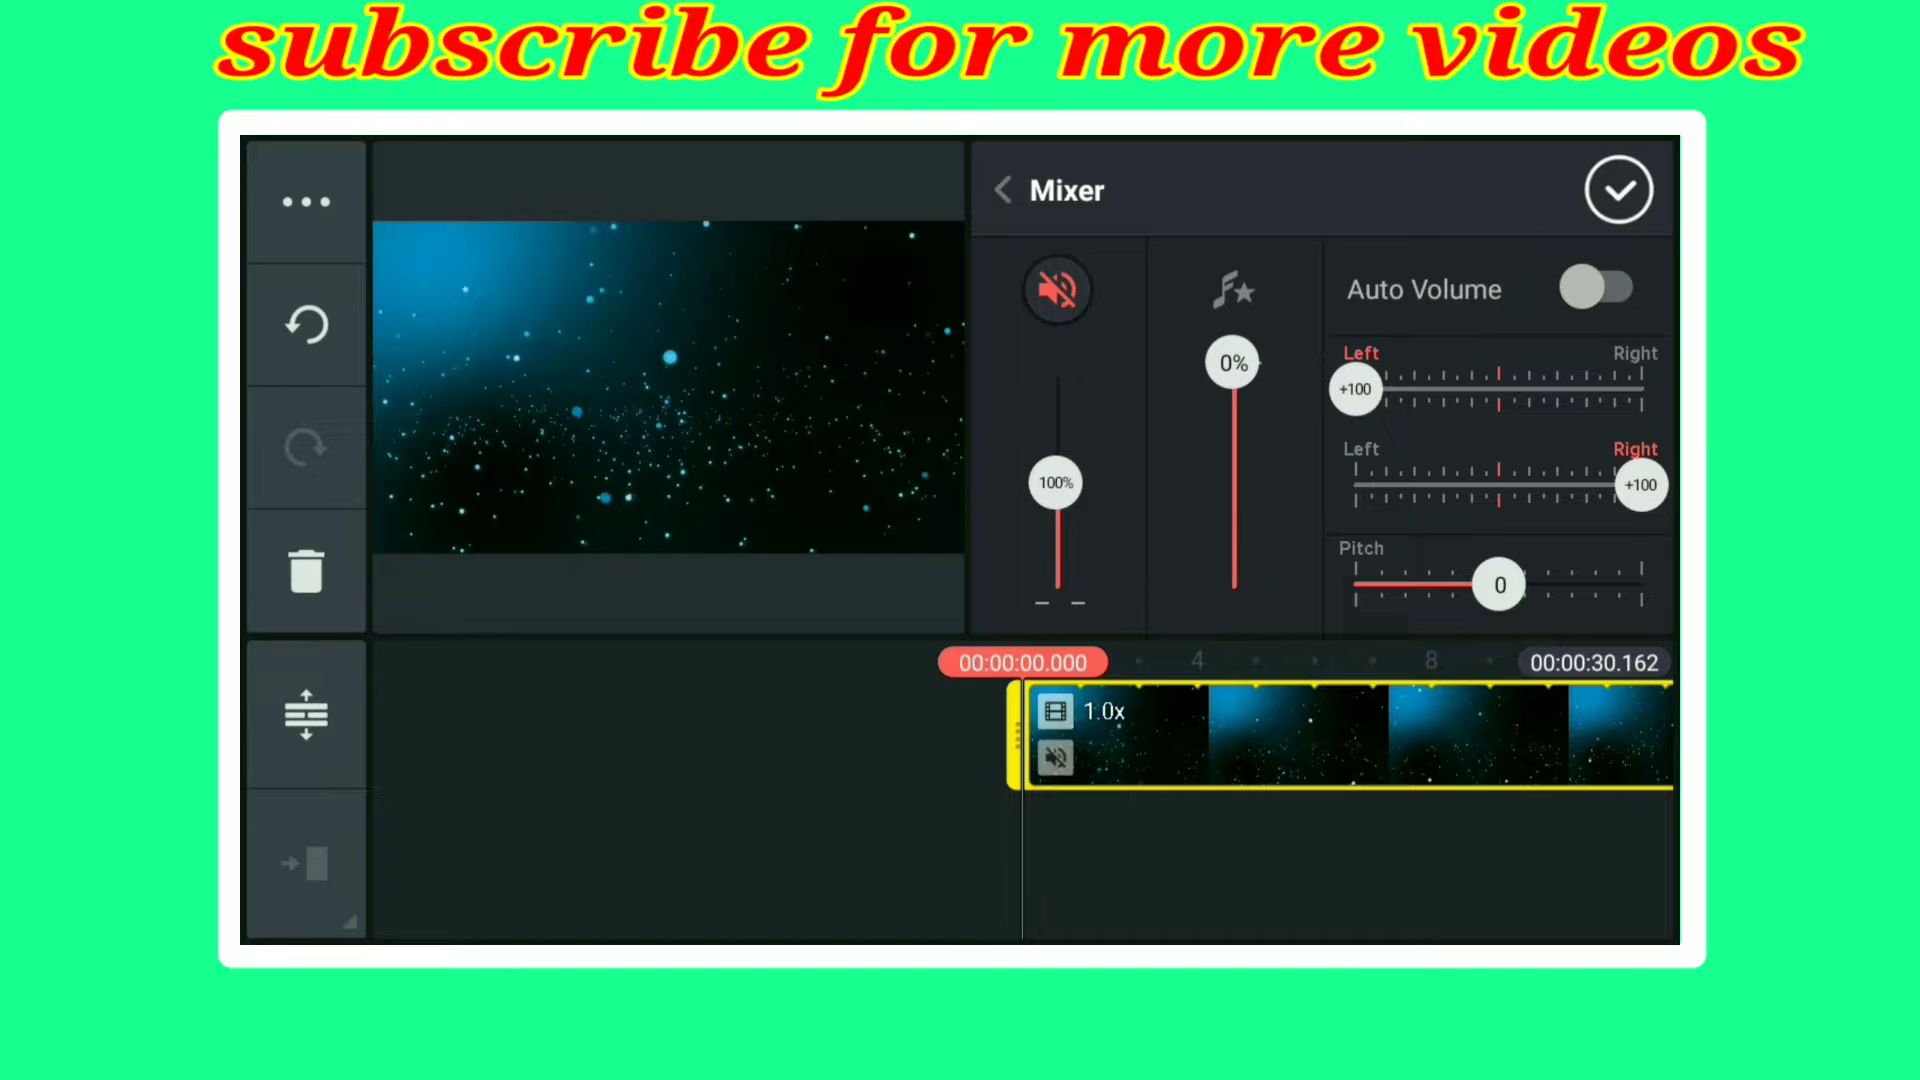 subscribe for more videos
Mixer
Auto Volume
Left Right
+100
0%
Left Right
+100
100%
Pitch
0
00:00:00.000 4 8 00:00:30.162
1.0x